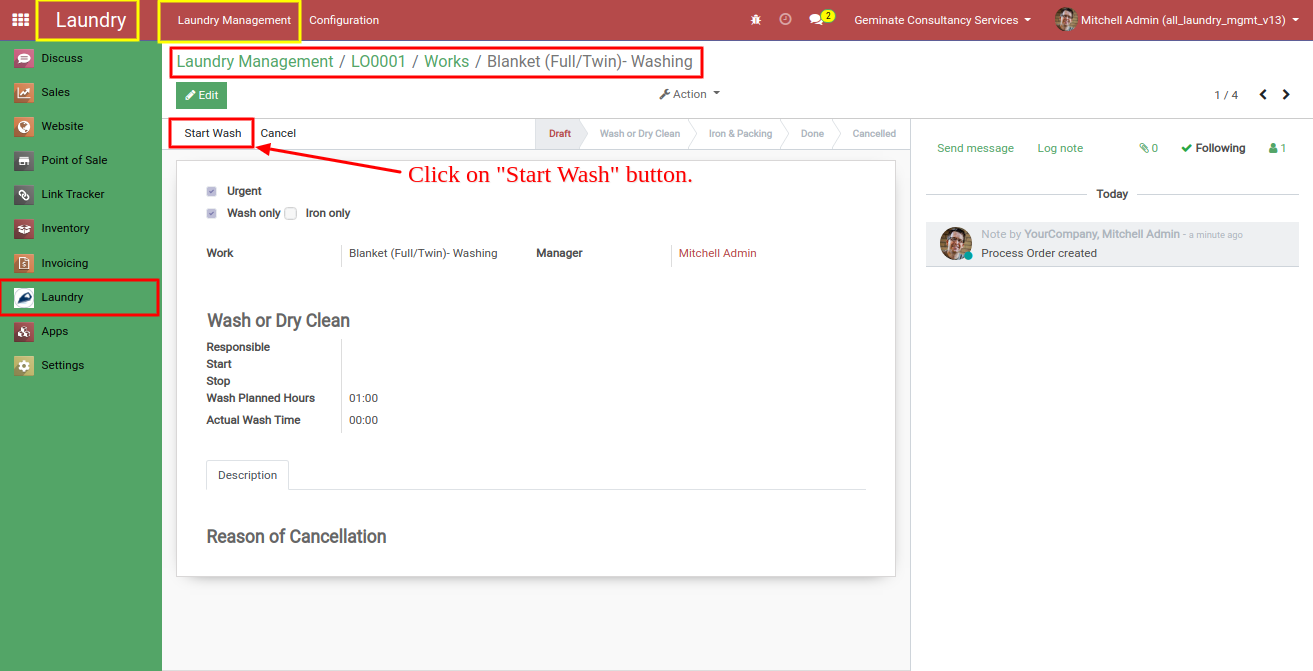 Laundry Laundry Management Configuration 2 Geminate Consultancy Services Mitchell Admin (all_laundry_mgmt_v13)
Discuss
Sales
Website
Point of Sale
Link Tracker
Inventory
Invoicing
Laundry
Apps
Settings
Laundry Management / LO0001 / Works / Blanket (Full/Twin)- Washing
Edit Action 1 / 4
Start Wash Cancel Draft Wash or Dry Clean Iron & Packing Done Cancelled
Click on "Start Wash" button.
Urgent
Wash only Iron only
Work Blanket (Full/Twin)- Washing Manager Mitchell Admin
Wash or Dry Clean
Responsible
Start
Stop
Wash Planned Hours 01:00
Actual Wash Time 00:00
Description
Reason of Cancellation
Send message Log note 0 Following 1
Today
Note by YourCompany, Mitchell Admin - a minute ago
Process Order created